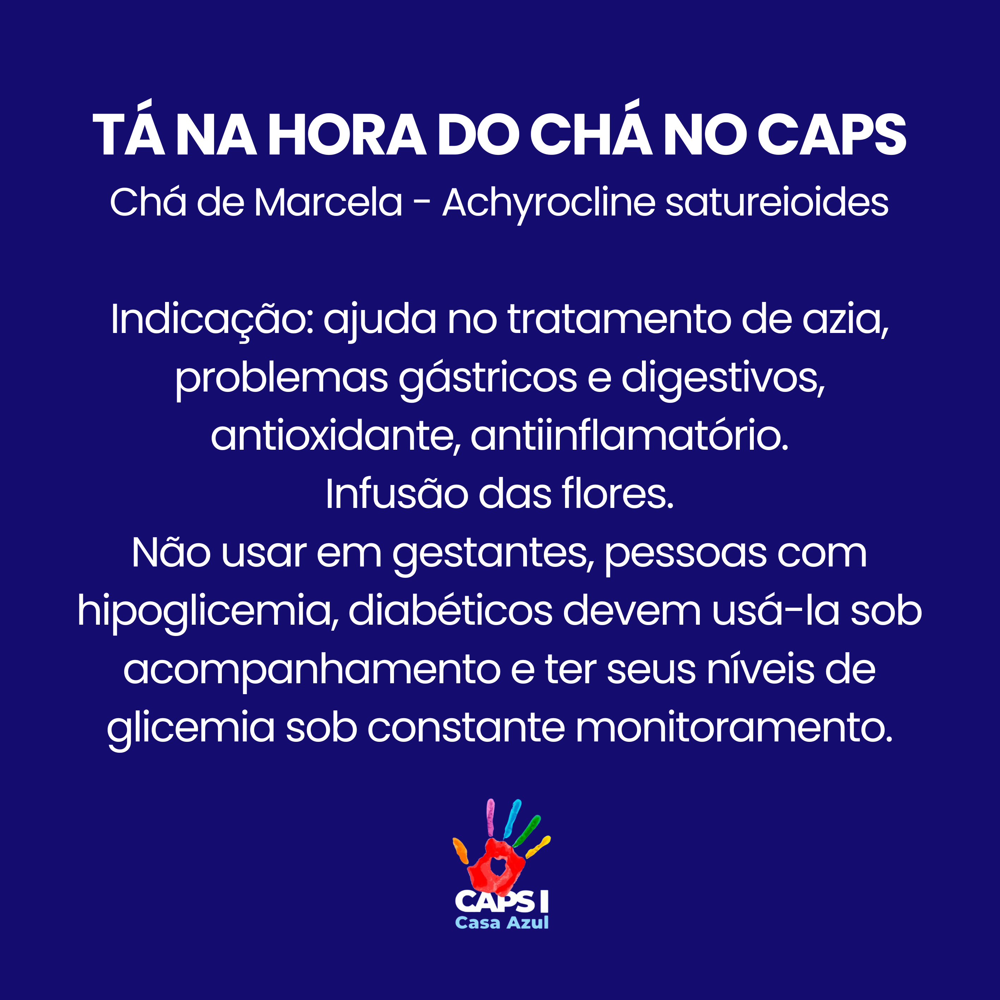 TÁ NA HORA DO CHÁ NO CAPS
Chá de Marcela - Achyrocline satureioides
Indicação: ajuda no tratamento de azia,
problemas gástricos e digestivos,
antioxidante, antiinflamatório.
Infusão das flores.
Não usar em gestantes, pessoas com
hipoglicemia, diabéticos devem usá-la sob
acompanhamento e ter seus níveis de
glicemia sob constante monitoramento.
CAPS I
Casa Azul